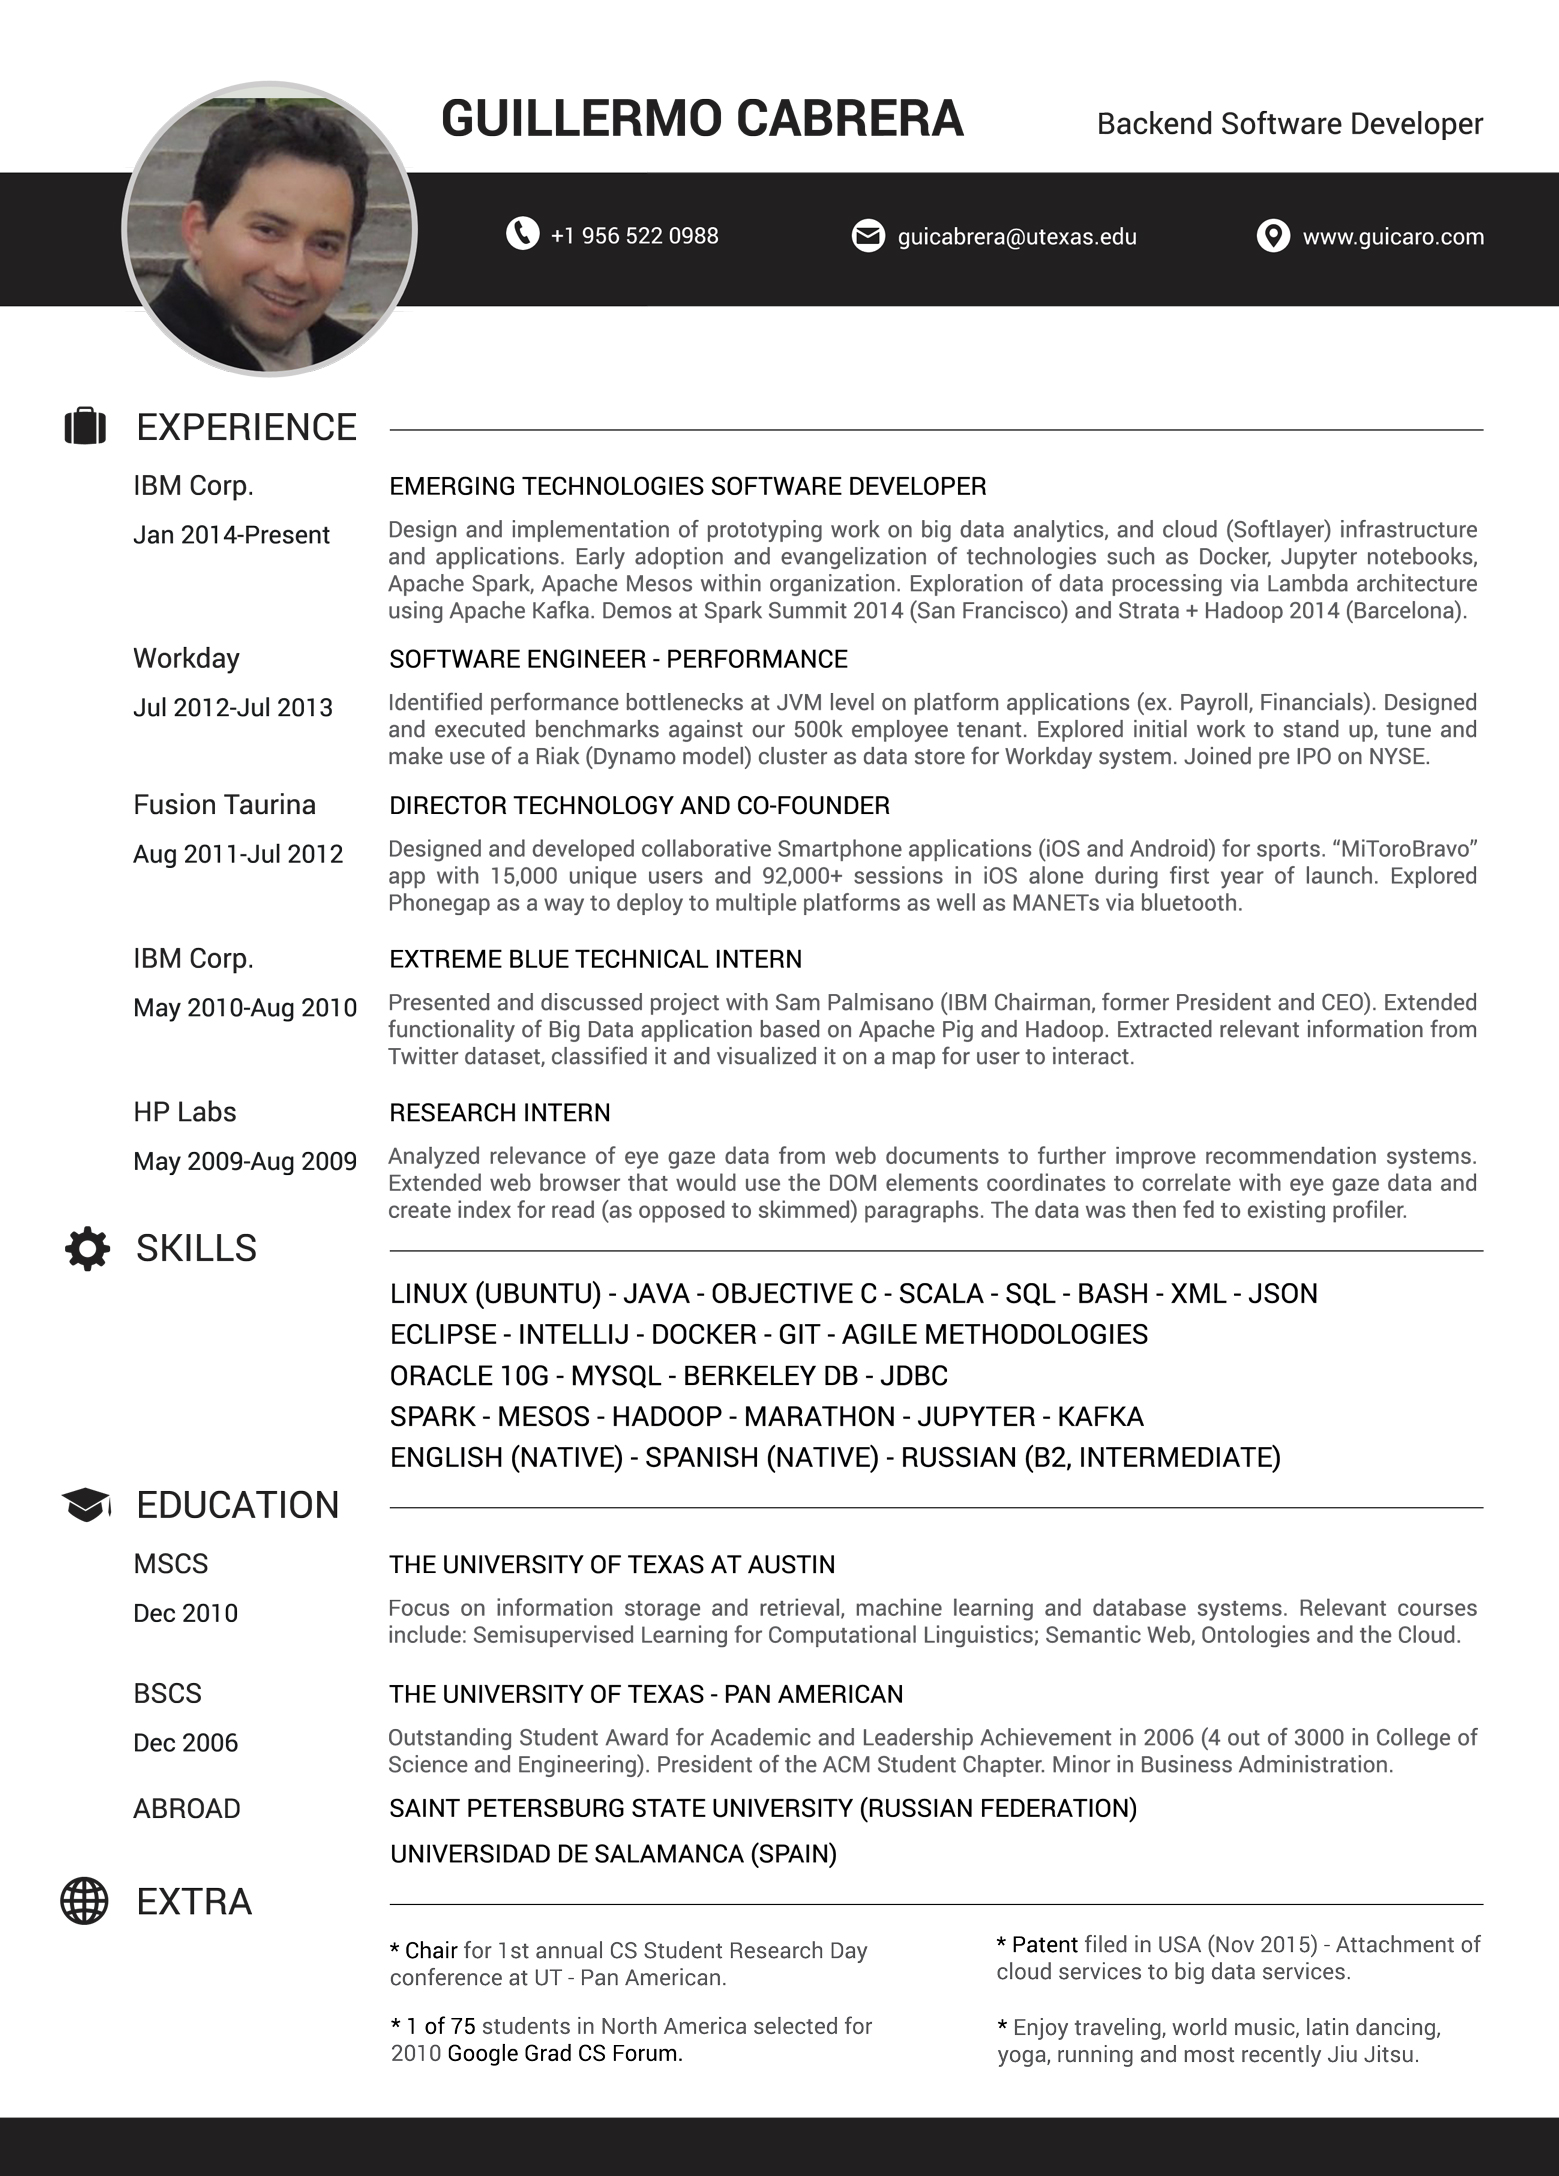 GUILLERMO CABRERA
Backend Software Developer
+1 956 522 0988
guicabrera@utexas.edu
www.guicaro.com
EXPERIENCE
IBM Corp.
EMERGING TECHNOLOGIES SOFTWARE DEVELOPER
Jan 2014-Present
Design and implementation of prototyping work on big data analytics, and cloud (Softlayer) infrastructure
and applications. Early adoption and evangelization of technologies such as Docker, Jupyter notebooks,
Apache Spark, Apache Mesos within organization. Exploration of data processing via Lambda architecture
using Apache Kafka. Demos at Spark Summit 2014 (San Francisco) and Strata + Hadoop 2014 (Barcelona).
Workday
SOFTWARE ENGINEER - PERFORMANCE
Jul 2012-Jul 2013
Identified performance bottlenecks at JVM level on platform applications (ex. Payroll, Financials). Designed
and executed benchmarks against our 500k employee tenant. Explored initial work to stand up, tune and
make use of a Riak (Dynamo model) cluster as data store for Workday system. Joined pre IPO on NYSE.
Fusion Taurina
DIRECTOR TECHNOLOGY AND CO-FOUNDER
Aug 2011-Jul 2012
Designed and developed collaborative Smartphone applications (iOS and Android) for sports. “MiToroBravo”
app with 15,000 unique users and 92,000+ sessions in iOS alone during first year of launch. Explored
Phonegap as a way to deploy to multiple platforms as well as MANETs via bluetooth.
IBM Corp.
EXTREME BLUE TECHNICAL INTERN
May 2010-Aug 2010
Presented and discussed project with Sam Palmisano (IBM Chairman, former President and CEO). Extended
functionality of Big Data application based on Apache Pig and Hadoop. Extracted relevant information from
Twitter dataset, classified it and visualized it on a map for user to interact.
HP Labs
RESEARCH INTERN
May 2009-Aug 2009
Analyzed relevance of eye gaze data from web documents to further improve recommendation systems.
Extended web browser that would use the DOM elements coordinates to correlate with eye gaze data and
create index for read (as opposed to skimmed) paragraphs. The data was then fed to existing profiler.
SKILLS
LINUX (UBUNTU) - JAVA - OBJECTIVE C - SCALA - SQL - BASH - XML - JSON
ECLIPSE - INTELLIJ - DOCKER - GIT - AGILE METHODOLOGIES
ORACLE 10G - MYSQL - BERKELEY DB - JDBC
SPARK - MESOS - HADOOP - MARATHON - JUPYTER - KAFKA
ENGLISH (NATIVE) - SPANISH (NATIVE) - RUSSIAN (B2, INTERMEDIATE)
EDUCATION
MSCS
THE UNIVERSITY OF TEXAS AT AUSTIN
Dec 2010
Focus on information storage and retrieval, machine learning and database systems. Relevant courses
include: Semisupervised Learning for Computational Linguistics; Semantic Web, Ontologies and the Cloud.
BSCS
THE UNIVERSITY OF TEXAS - PAN AMERICAN
Dec 2006
Outstanding Student Award for Academic and Leadership Achievement in 2006 (4 out of 3000 in College of
Science and Engineering). President of the ACM Student Chapter. Minor in Business Administration.
ABROAD
SAINT PETERSBURG STATE UNIVERSITY (RUSSIAN FEDERATION)
UNIVERSIDAD DE SALAMANCA (SPAIN)
EXTRA
* Chair for 1st annual CS Student Research Day
conference at UT - Pan American.
* 1 of 75 students in North America selected for
2010 Google Grad CS Forum.
* Patent filed in USA (Nov 2015) - Attachment of
cloud services to big data services.
* Enjoy traveling, world music, latin dancing,
yoga, running and most recently Jiu Jitsu.